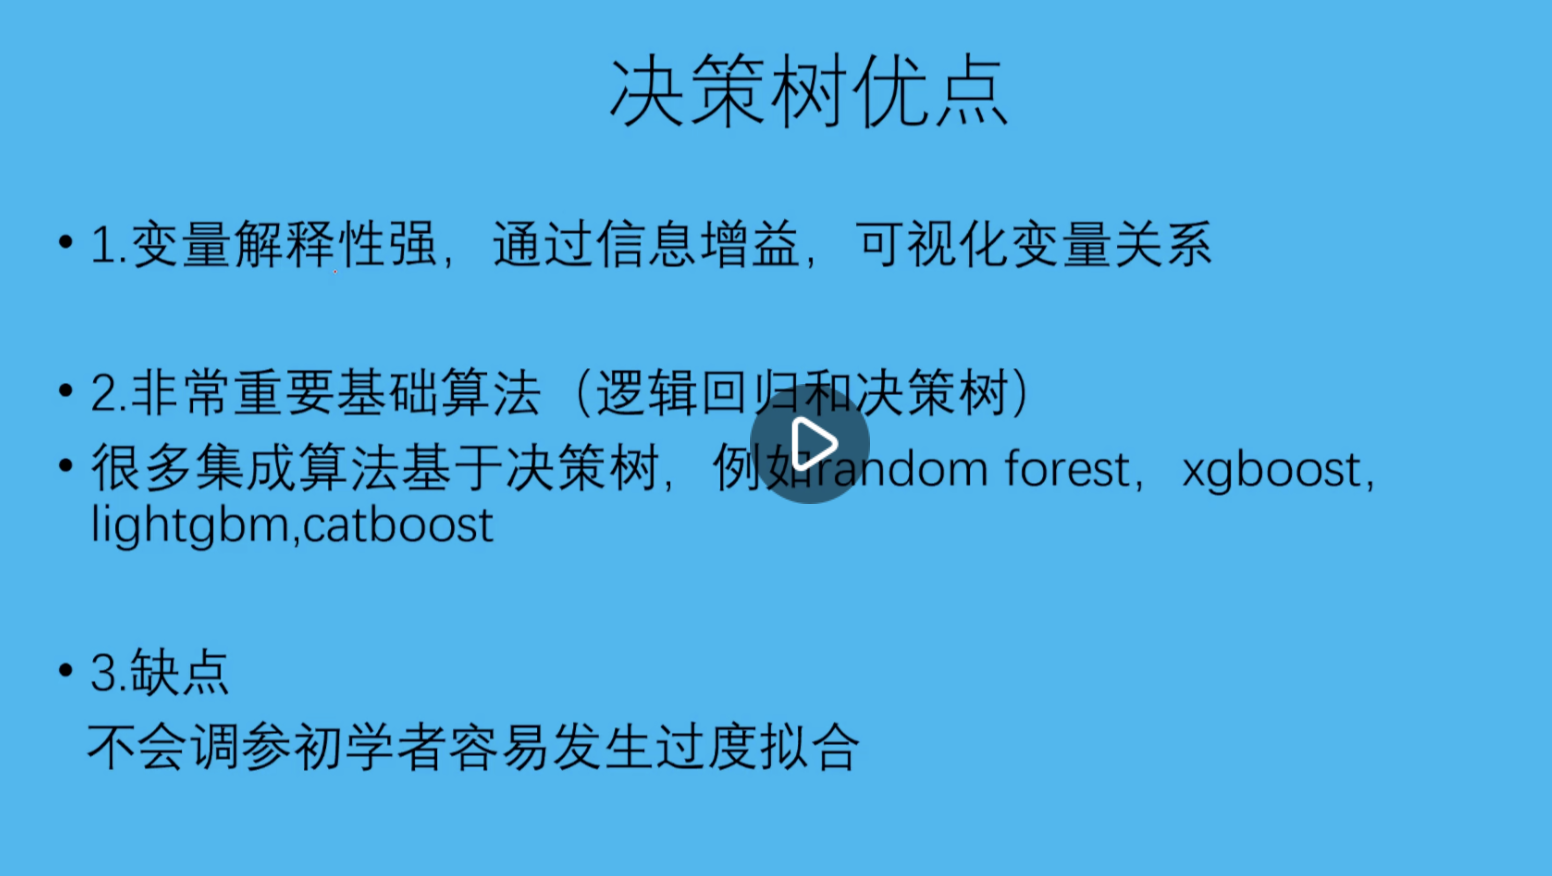 决策树优点
• 1.变量解释性强，通过信息增益，可视化变量关系
• 2.非常重要基础算法（逻辑回归和决策树）
• 很多集成算法基于决策树，例如random forest，xgboost，
lightgbm,catboost
• 3.缺点
不会调参初学者容易发生过度拟合